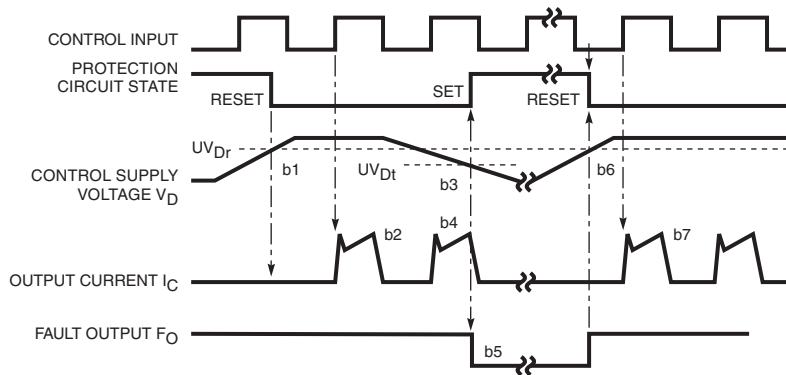 CONTROL INPUT
PROTECTION
CIRCUIT STATE
RESET
SET
RESET
UVDr
b1
UVDt
b3
b6
CONTROL SUPPLY
VOLTAGE VD
b2
b4
b7
OUTPUT CURRENT IC
FAULT OUTPUT FO
b5